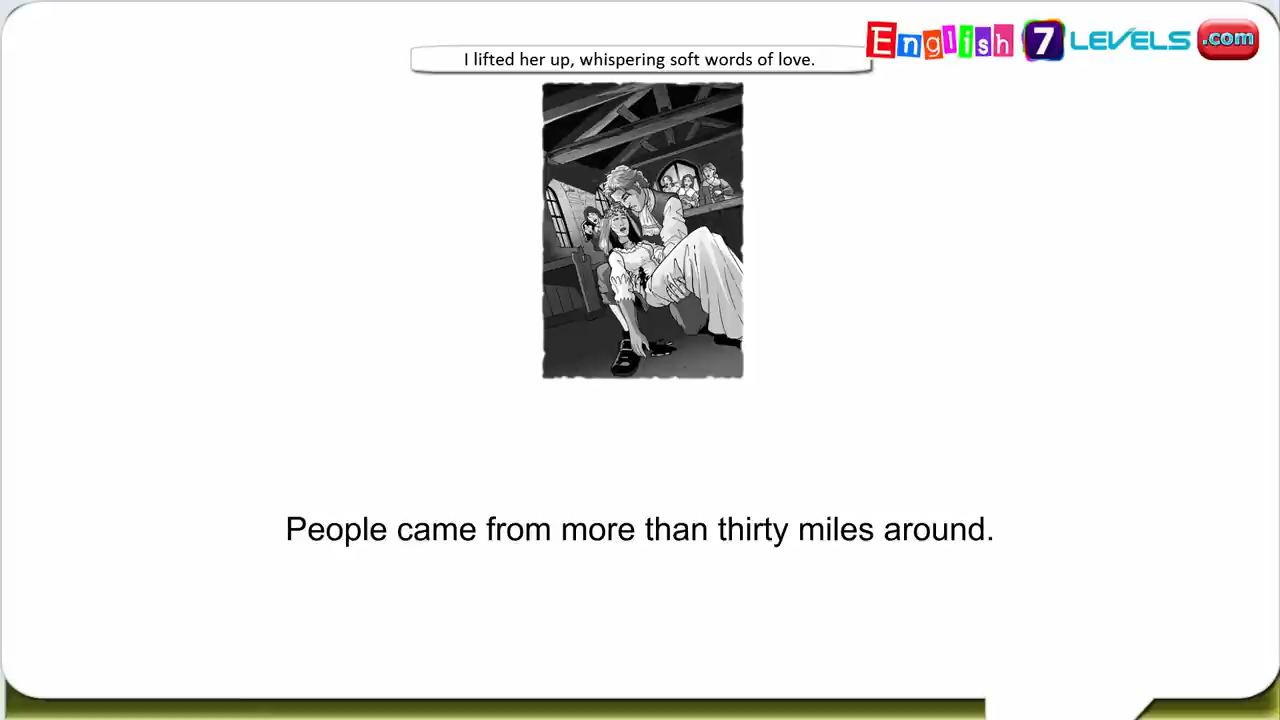 English 7 LEVELS .com
I lifted her up, whispering soft words of love.
People came from more than thirty miles around.